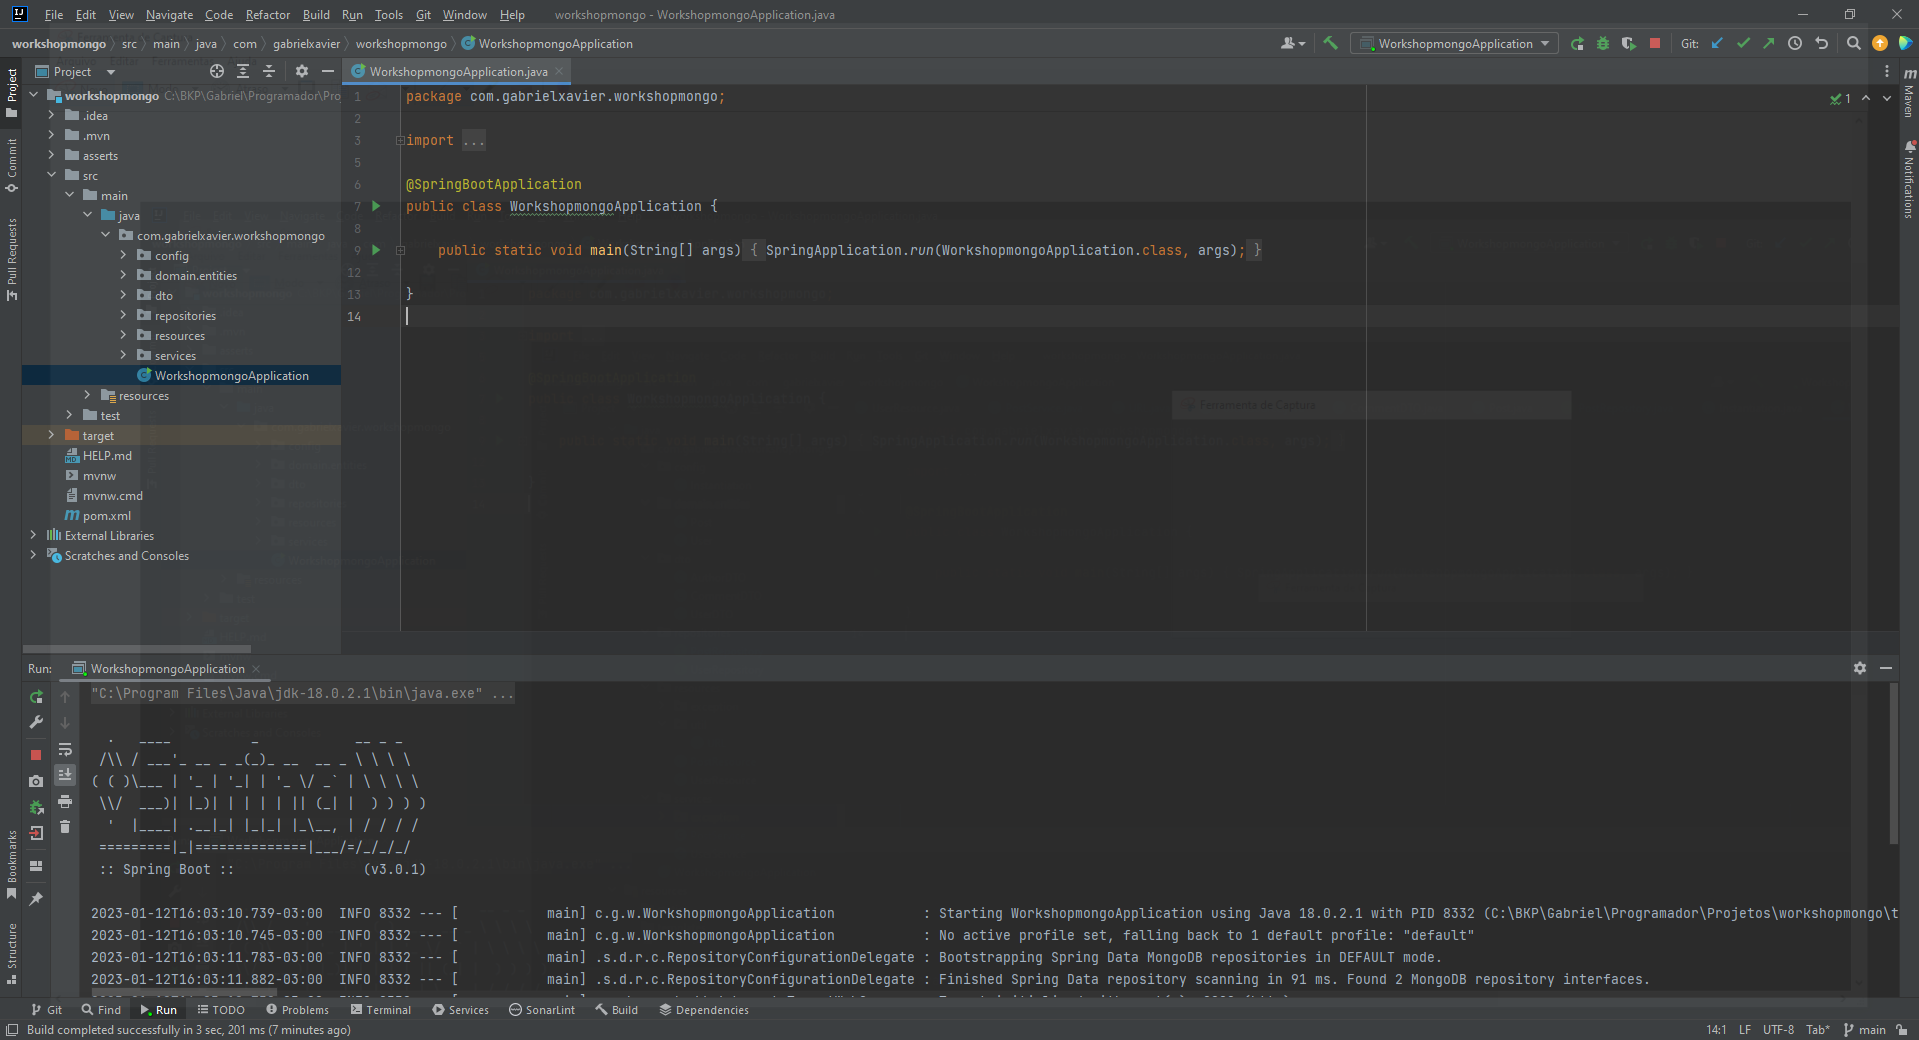 File Edit View Navigate Code Refactor Build Run Tools Git Window Help workshopmongo - WorkshopmongoApplication.java
workshopmongo src main java com gabrielxavier workshopmongo WorkshopmongoApplication WorkshopmongoApplication Git:
Project WorkshopmongoApplication.java
workshopmongo C:\BKP\Gabriel\Programador\Pro
.idea
.mvn
asserts
src
main
java
com.gabrielxavier.workshopmongo
config
domain.entities
dto
repositories
resources
services
WorkshopmongoApplication
resources
test
target
HELP.md
mvnw
mvnw.cmd
pom.xml
External Libraries
Scratches and Consoles
Project
Commit
Pull Requests
Bookmarks
Structure
1 package com.gabrielxavier.workshopmongo;
2
3 import ...
5
6 @SpringBootApplication
7 public class WorkshopmongoApplication {
8
9 public static void main(String[] args) { SpringApplication.run(WorkshopmongoApplication.class, args); }
12
13 }
14
1
Maven
Notifications
Ferramenta de Captura
Run: WorkshopmongoApplication
"C:\Program Files\Java\jdk-18.0.2.1\bin\java.exe" ...
  .   ____          _            __ _ _
 /\\ / ___'_ __ _ _(_)_ __  __ _ \ \ \ \
( ( )\___ | '_ | '_| | '_ \/ _` | \ \ \ \
 \\/  ___)| |_)| | | | | || (_| |  ) ) ) )
  '  |____| .__|_| |_|_| |_\__, | / / / /
 =========|_|==============|___/=/_/_/_/
 :: Spring Boot ::                (v3.0.1)
2023-01-12T16:03:10.739-03:00 INFO 8332 --- [ main] c.g.w.WorkshopmongoApplication : Starting WorkshopmongoApplication using Java 18.0.2.1 with PID 8332 (C:\BKP\Gabriel\Programador\Projetos\workshopmongo\t
2023-01-12T16:03:10.745-03:00 INFO 8332 --- [ main] c.g.w.WorkshopmongoApplication : No active profile set, falling back to 1 default profile: "default"
2023-01-12T16:03:11.783-03:00 INFO 8332 --- [ main] .s.d.r.c.RepositoryConfigurationDelegate : Bootstrapping Spring Data MongoDB repositories in DEFAULT mode.
2023-01-12T16:03:11.882-03:00 INFO 8332 --- [ main] .s.d.r.c.RepositoryConfigurationDelegate : Finished Spring Data repository scanning in 91 ms. Found 2 MongoDB repository interfaces.
Git Find Run TODO Problems Terminal Services SonarLint Build Dependencies
Build completed successfully in 3 sec, 201 ms (7 minutes ago) 14:1 LF UTF-8 Tab* main